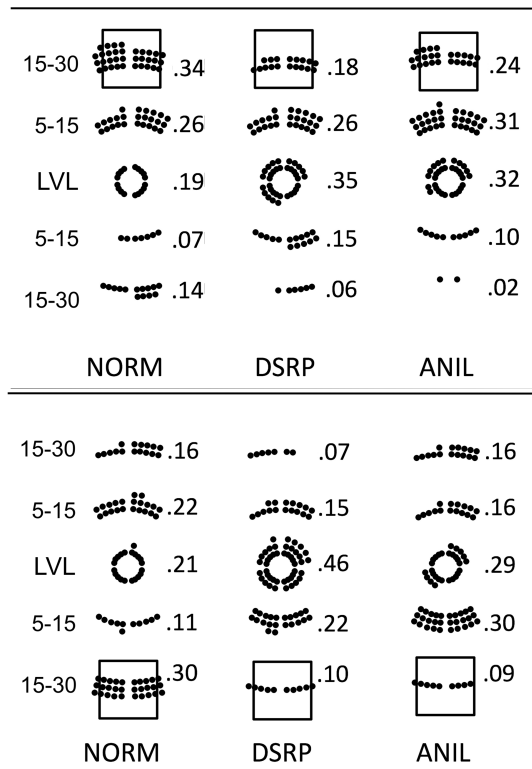 15-30 .34 .18 .24
5-15 .26 .26 .31
LVL .19 .35 .32
5-15 .07 .15 .10
15-30 .14 .06 .02
NORM DSRP ANIL
15-30 .16 .07 .16
5-15 .22 .15 .16
LVL .21 .46 .29
5-15 .11 .22 .30
15-30 .30 .10 .09
NORM DSRP ANIL